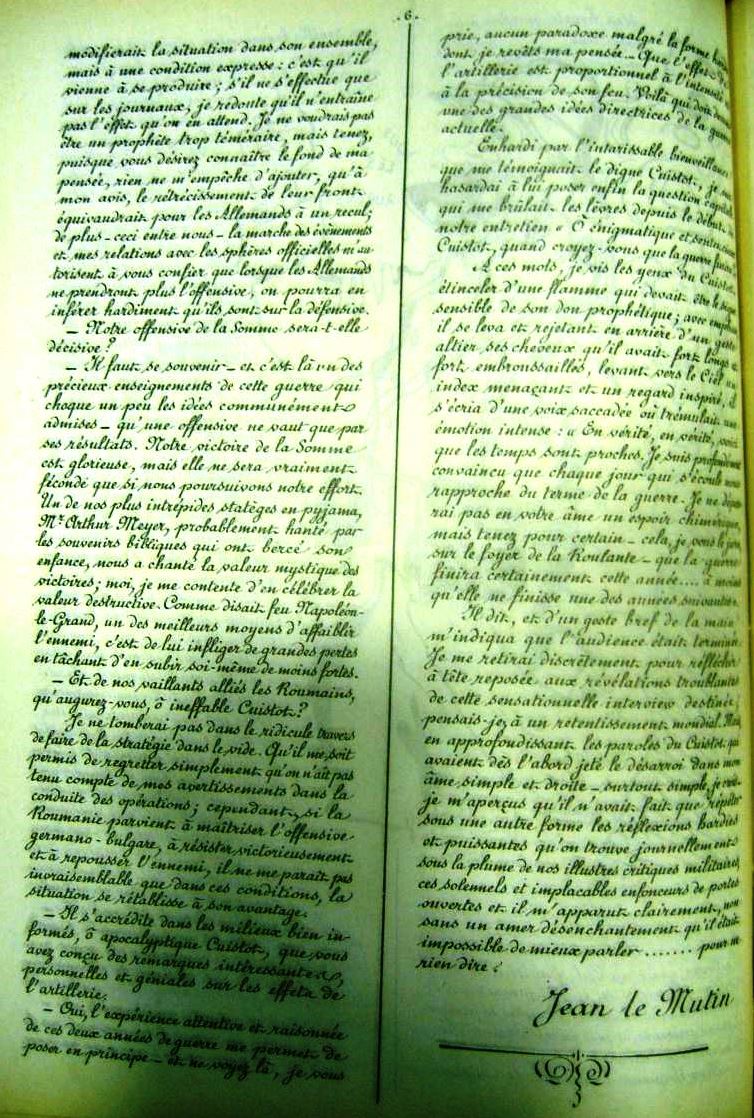 - 6 -
modifierait la situation dans son ensemble,
mais à une condition expresse : c'est qu'il
vienne à se produire ; s'il ne s'effectue que
sur les journaux, je redoute qu'il n'entraîne
pas l'effet qu'on en attend. Je ne voudrais pas
être un prophète trop téméraire, mais tenez,
puisque vous désirez connaître le fond de ma
pensée, rien ne m'empêche d'ajouter, qu'à
mon avis, le rétrécissement de leur front
équivaudrait pour les Allemands à un recul ;
de plus - ceci entre nous - la marche des événements
et mes relations avec les sphères officielles m'au-
torisent à vous confier que lorsque les Allemands
ne prendront plus l'offensive, on pourra en
inférer hardiment qu'ils sont sur la défensive.
- Notre offensive de la Somme sera-t-elle
décisive ?
- Il faut se souvenir - et c'est là un des
précieux enseignements de cette guerre qui
choque un peu les idées communément
admises - qu'une offensive ne vaut que par
ses résultats. Notre victoire de la Somme
est glorieuse, mais elle ne sera vraiment
féconde que si nous poursuivons notre effort.
Un de nos plus intrépides statèges en pyjama,
Mr Arthur Meyer, probablement hanté par
les souvenirs bibliques qui ont bercé son
enfance, nous a chanté la valeur mystique des
victoires ; moi, je me contente d'en célébrer la
valeur destructive. Comme disait feu Napoléon-
le-Grand, un des meilleurs moyens d'affaiblir
l'ennemi, c'est de lui infliger de grandes pertes
en tâchant d'en subir soi-même de moins fortes.
- Et de nos vaillants alliés les Roumains,
qu'augurez-vous, ô ineffable Cuistot ?
Je ne tomberai pas dans le ridicule travers
de faire de la stratégie dans le vide. Qu'il me soit
permis de regretter simplement qu'on n'ait pas
tenu compte de mes avertissements dans la
conduite des opérations ; cependant, si la
Roumanie parvient à maîtriser l'offensive
germano-bulgare, à résister victorieusement
et à repousser l'ennemi, il ne me paraît pas
invraisemblable que dans ces conditions, la
situation se rétablisse à son avantage.
- Il s'accrédite dans les milieux bien in-
formés, ô apocalyptique Cuistot, que vous
avez conçu des remarques intéressantes,
personnelles et géniales sur les effets de
l'artillerie.
- Oui, l'expérience attentive et raisonnée
de ces deux années de guerre me permet de
poser en principe - et ne voyez là, je vous
prie, aucun paradoxe malgré la forme
dont je revêts ma pensée - Que l'effet
l'artillerie est proportionnel à l'intensité
à la précision de son feu. Voilà qui doit
une des grandes idées directrices de la guerre
actuelle.
Enhardi par l'intarissable bienveillance
que me témoignait le digne Cuistot, je
hasardai à lui poser enfin la question
qui me brûlait les lèvres depuis le début
notre entretien « Ô énigmatique et
Cuistot, quand croyez-vous que la guerre
A ces mots, je vis les yeux du Cuistot
étinceler d'une flamme qui devait être le
sensible de son don prophétique ; avec
il se leva et rejetant en arrière d'un geste
altier ses cheveux qu'il avait fort longs
fort embroussaillés, levant vers le Ciel un
index menaçant et un regard inspiré, il
s'écria d'une voix saccadée où trémulait une
émotion intense : « En vérité, en vérité,
que les temps sont proches. Je suis
convaincu que chaque jour qui s'écoule nous
rapproche du terme de la guerre. Je ne
rai pas en votre âme un espoir chimérique,
mais tenez pour certain - cela, je vous le jure
sur le foyer de la Roulante - que la guerre
finira certainement cette année.... à moins
qu'elle ne finisse une des années suivantes.
Il dit, et d'un geste bref de la main
m'indiqua que l'audience était terminée.
Je me retirai discrètement pour réfléchir
à tête reposée aux révélations troublantes
de cette sensationnelle interview destinée,
pensais-je, à un retentissement mondial. Mais
en approfondissant les paroles du Cuistot qui
avaient dès l'abord jeté le désarroi dans mon
âme simple et droite - surtout simple, je crois -
je m'aperçus qu'il n'avait fait que répéter
sous une autre forme les réflexions hardies
et puissantes qu'on trouve journellement
sous la plume de nos illustres critiques militaires,
ces solennels et implacables enfonceurs de portes
ouvertes et il m'apparut clairement, non
sans un amer désenchantement qu'il était
impossible de mieux parler ....... pour ne
rien dire !
Jean le Mutin